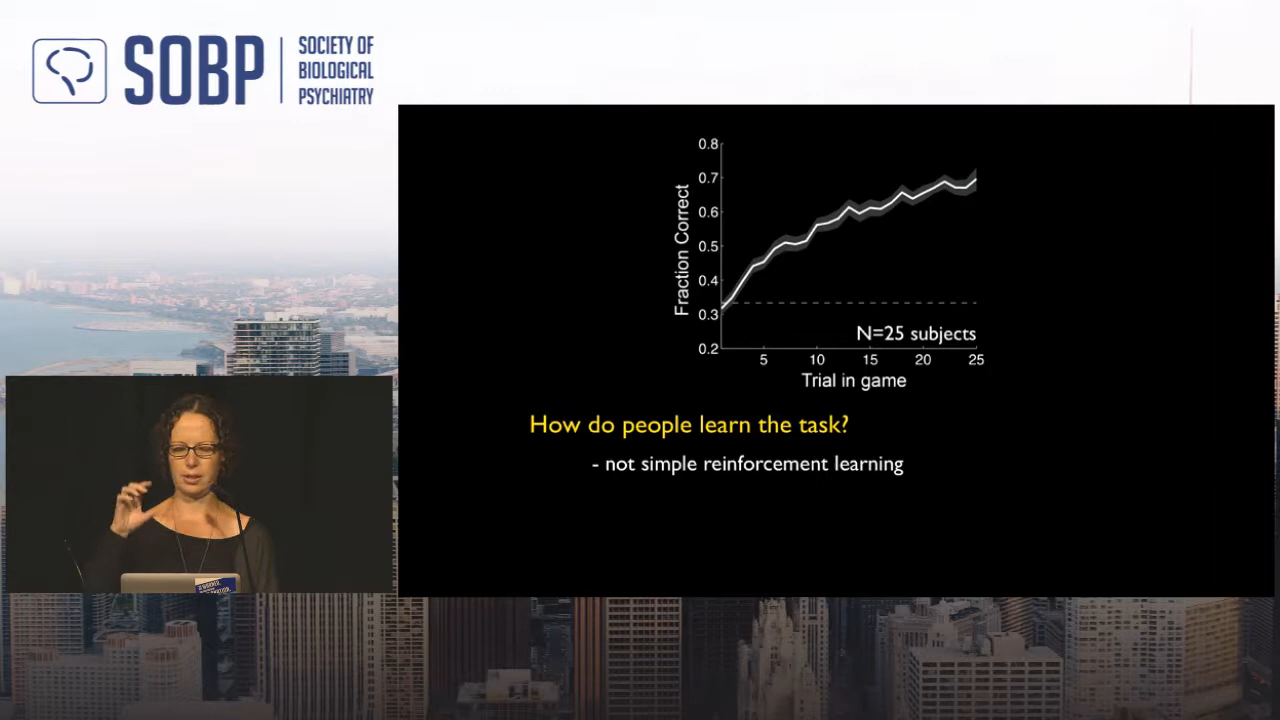 SOBP
SOCIETY OF
BIOLOGICAL
PSYCHIATRY
0.8
0.7
0.6
0.5
0.4
0.3
0.2
Fraction Correct
N=25 subjects
5 10 15 20 25
Trial in game
How do people learn the task?
- not simple reinforcement learning